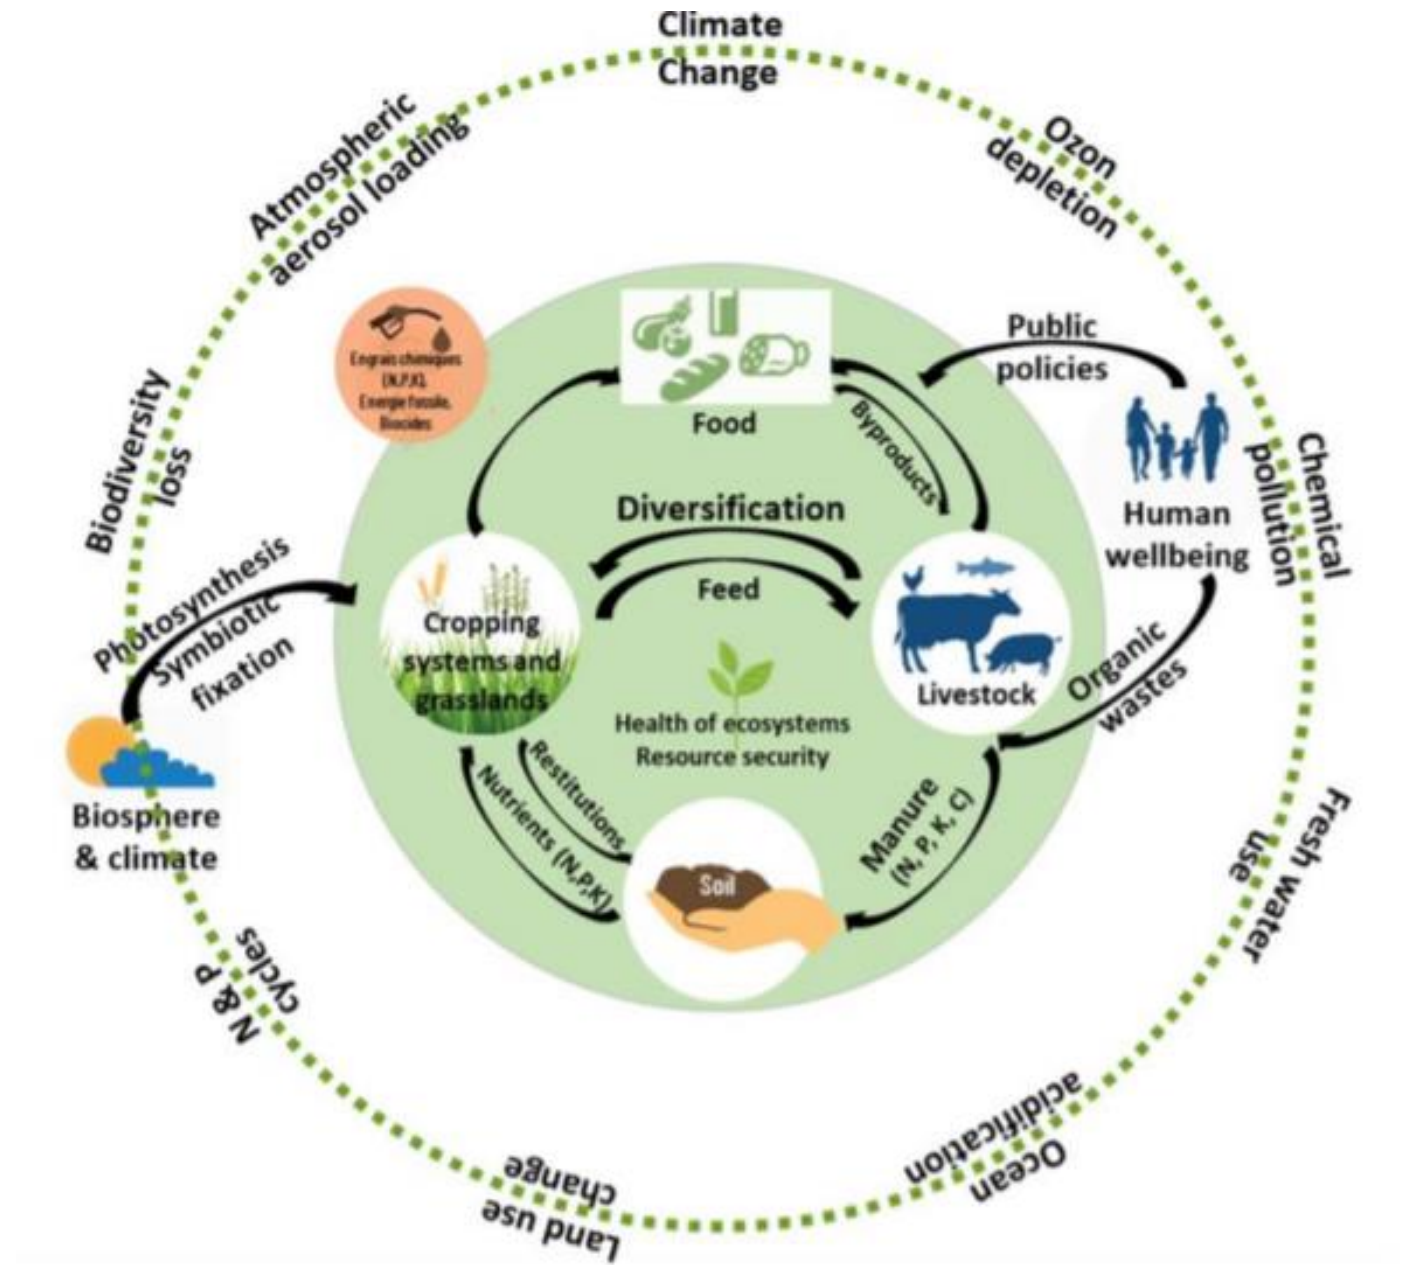 Climate
Change
Ozon
depletion
Atmospheric
aerosol loading
Public
policies
Engrais chimiques
(N,P,K),
Energie fossile,
Biocides
Food
Byproducts
Biodiversity
loss
Chemical
pollution
Human
wellbeing
Diversification
Feed
Photosynthesis
Symbiotic
fixation
Cropping
systems and
grasslands
Livestock
Organic
wastes
Health of ecosystems
Resource security
Restitutions
Nutrients (N,P,K)
Manure
(N, P, K, C)
Biosphere
& climate
Soil
Fresh water
use
N & P
cycles
Ocean
acidification
Land use
change